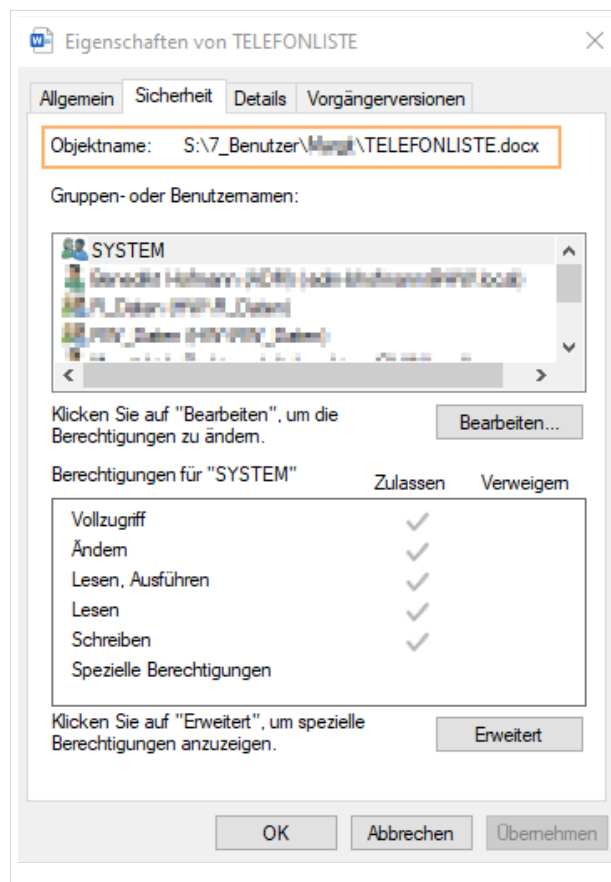 Eigenschaften von TELEFONLISTE
Allgemein Sicherheit Details Vorgängerversionen
Objektname: S:\7_Benutzer\ \TELEFONLISTE.docx
Gruppen- oder Benutzernamen:
SYSTEM
Klicken Sie auf "Bearbeiten", um die
Berechtigungen zu ändern.
Bearbeiten...
Berechtigungen für "SYSTEM" Zulassen Verweigern
Vollzugriff
Ändern
Lesen, Ausführen
Lesen
Schreiben
Spezielle Berechtigungen
Klicken Sie auf "Erweitert", um spezielle
Berechtigungen anzuzeigen.
Erweitert
OK Abbrechen Übernehmen